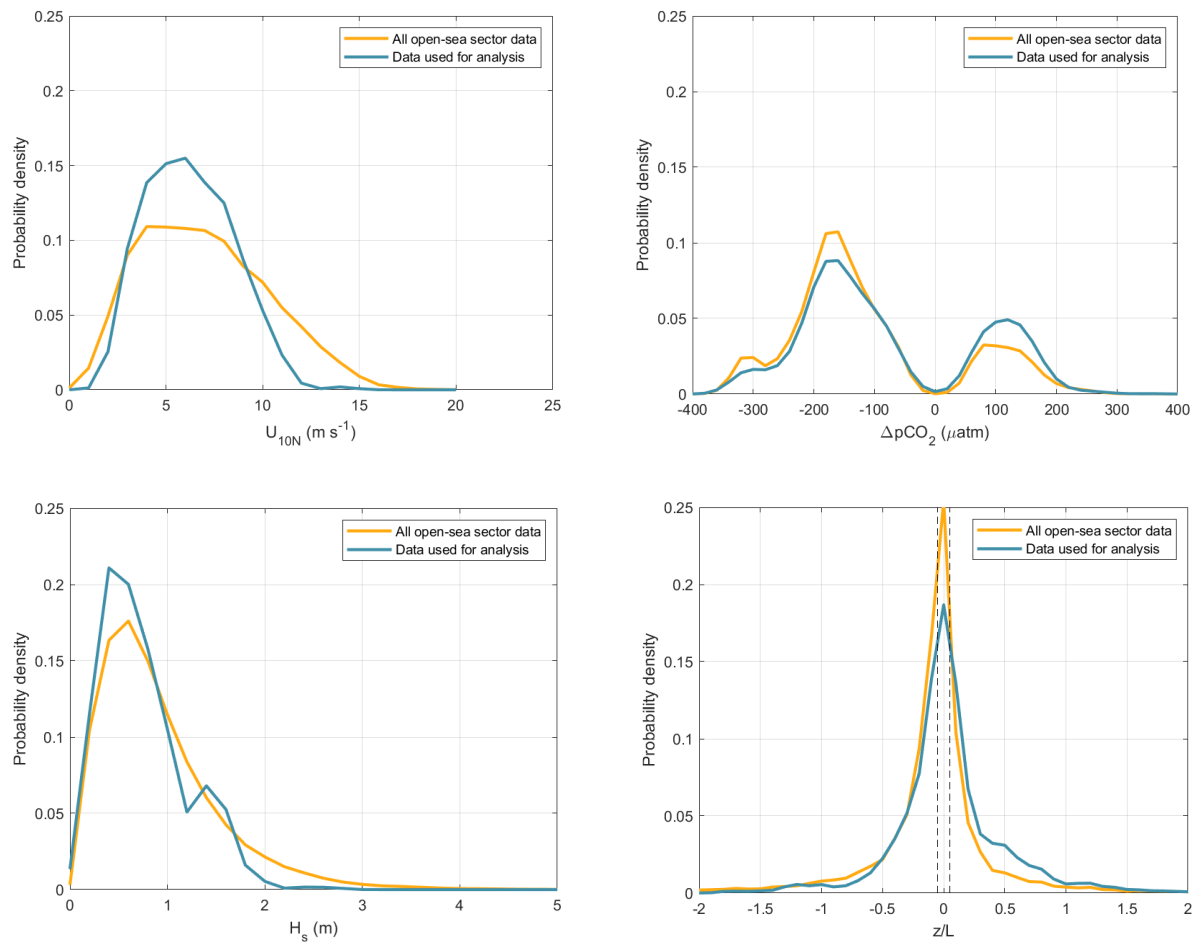 0.25
0.2
0.15
0.1
0.05
0
0 5 10 15 20 25
Probability density
U10N (m s-1)
All open-sea sector data
Data used for analysis
0.25
0.2
0.15
0.1
0.05
0
-400 -300 -200 -100 0 100 200 300 400
Probability density
ΔpCO2 (μatm)
All open-sea sector data
Data used for analysis
0.25
0.2
0.15
0.1
0.05
0
0 1 2 3 4 5
Probability density
Hs (m)
All open-sea sector data
Data used for analysis
0.25
0.2
0.15
0.1
0.05
0
-2 -1.5 -1 -0.5 0 0.5 1 1.5 2
Probability density
z/L
All open-sea sector data
Data used for analysis